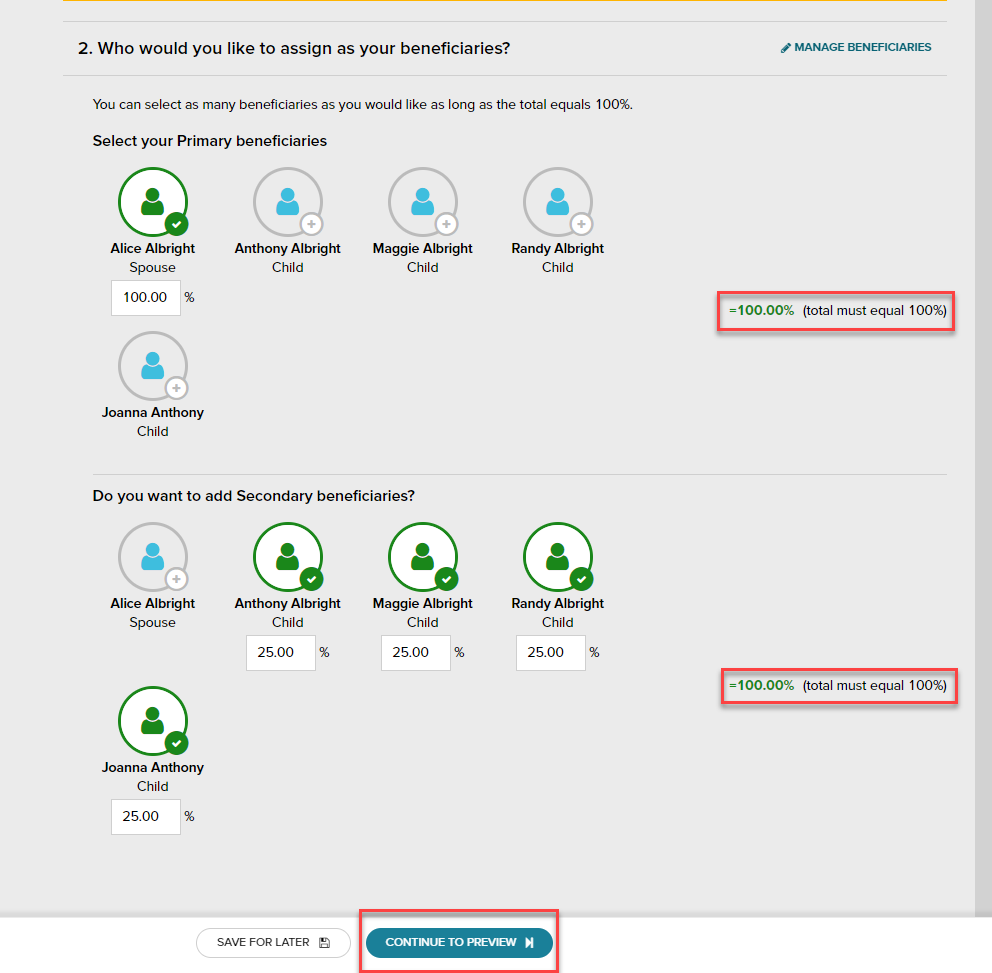 2. Who would you like to assign as your beneficiaries?
MANAGE BENEFICIARIES
You can select as many beneficiaries as you would like as long as the total equals 100%.
Select your Primary beneficiaries
Alice Albright Anthony Albright Maggie Albright Randy Albright
Spouse Child Child Child
100.00 %
=100.00% (total must equal 100%)
Joanna Anthony
Child
Do you want to add Secondary beneficiaries?
Alice Albright Anthony Albright Maggie Albright Randy Albright
Spouse Child Child Child
25.00 % 25.00 % 25.00 %
=100.00% (total must equal 100%)
Joanna Anthony
Child
25.00 %
SAVE FOR LATER CONTINUE TO PREVIEW